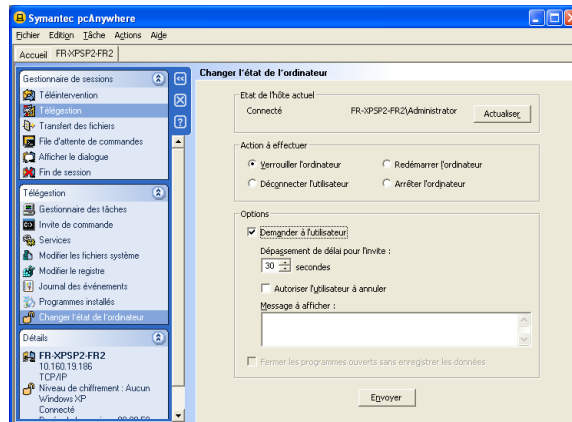 Symantec pcAnywhere
Fichier Edition Tâche Actions Aide
Accueil FR-XPSP2-FR2
Gestionnaire de sessions
Téléintervention
Télégestion
Transfert des fichiers
File d'attente de commandes
Afficher le dialogue
Fin de session
Télégestion
Gestionnaire des tâches
Invite de commande
Services
Modifier les fichiers système
Modifier le registre
Journal des événements
Programmes installés
Changer l'état de l'ordinateur
Détails
FR-XPSP2-FR2
10.160.19.186
TCP/IP
Niveau de chiffrement : Aucun
Windows XP
Connecté
Changer l'état de l'ordinateur
Etat de l'hôte actuel
Connecté FR-XPSP2-FR2\Administrator Actualiser
Action à effectuer
Verrouiller l'ordinateur Redémarrer l'ordinateur
Déconnecter l'utilisateur Arrêter l'ordinateur
Options
Demander à l'utilisateur
Dépassement de délai pour l'invite :
30 secondes
Autoriser l'utilisateur à annuler
Message à afficher :
Fermer les programmes ouverts sans enregistrer les données
Envoyer